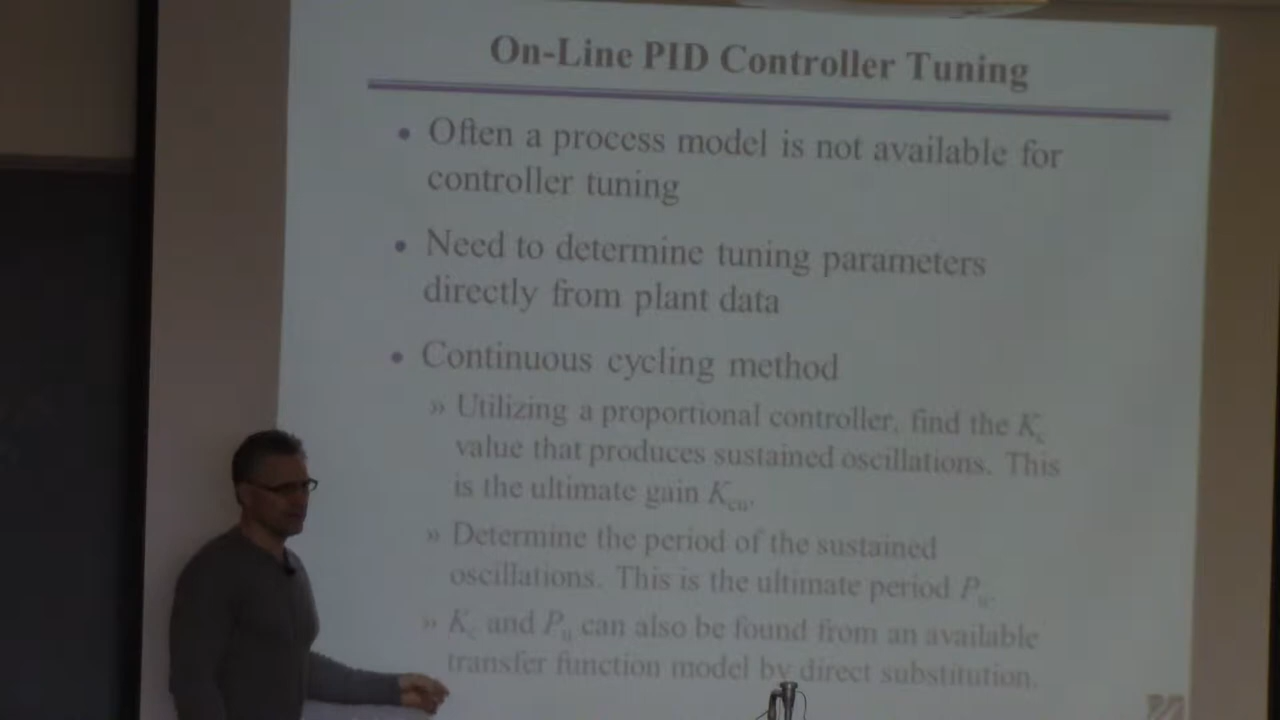 On-Line PID Controller Tuning
• Often a process model is not available for
controller tuning
• Need to determine tuning parameters
directly from plant data
• Continuous cycling method
» Utilizing a proportional controller, find the Kc
value that produces sustained oscillations. This
is the ultimate gain Kcu.
» Determine the period of the sustained
oscillations. This is the ultimate period Pu.
» Kc and Pu can also be found from an available
transfer function model by direct substitution.